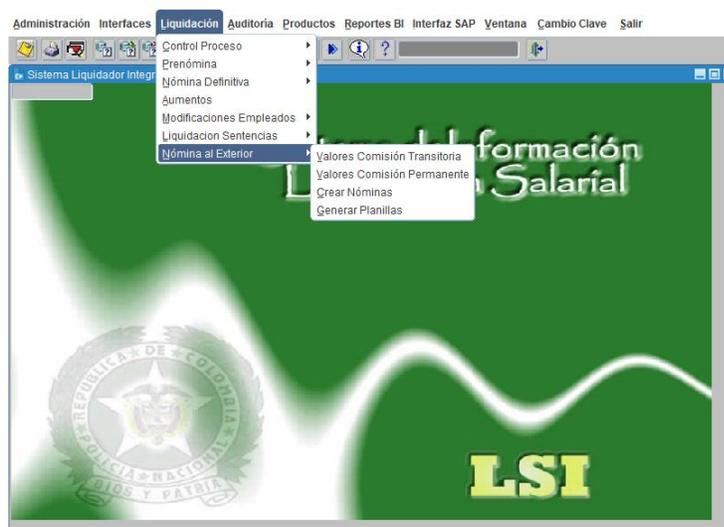 Administración Interfaces Liquidación Auditoria Productos Reportes BI Interfaz SAP Ventana Cambio Clave Salir
Sistema Liquidador Integr
Control Proceso
Prenómina
Nómina Definitiva
Aumentos
Modificaciones Empleados
Liquidacion Sentencias
Nómina al Exterior
Valores Comisión Transitoria
Valores Comisión Permanente
Crear Nóminas
Generar Planillas
formación
Salarial
REPUBLICA DE COLOMBIA
POLICIA NACIONAL
DIOS Y PATRIA
LSI